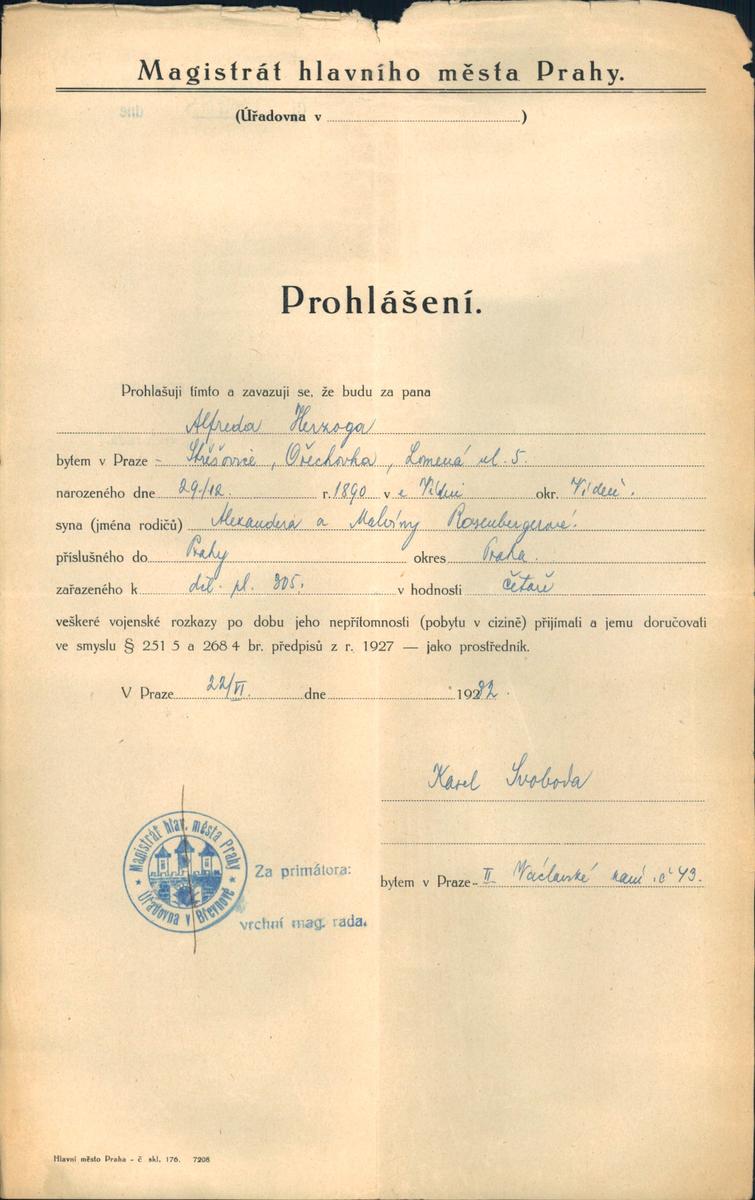 Magistrát hlavního města Prahy.
(Úřadovna v )
Prohlášení.
Prohlašuji tímto a zavazuji se, že budu za pana
Alfreda Herzoga
bytem v Praze - Střešovice, Ořechovka, Lomená ul. 5.
narozeného dne 29./12. r. 1890 v Vídni okr. Vídeň.
syna (jména rodičů) Alexandera a Malviny Rosenbergerové.
příslušného do Prahy okres Praha.
zařazeného k děl. pl. 305. v hodnosti četaře
veškeré vojenské rozkazy po dobu jeho nepřítomnosti (pobytu v cizině) přijímati a jemu doručovati
ve smyslu § 251 5 a 268 4 br. předpisů z r. 1927 — jako prostředník.
V Praze 22/VI. dne 1932.
Karel Svoboda
Magistrát hlav. města Prahy
Úřadovna v Břevnově
Za primátora:
vrchní mag. rada.
bytem v Praze - II Václavské nám. č 43.
Hlavní město Praha - č skl. 176. 7208